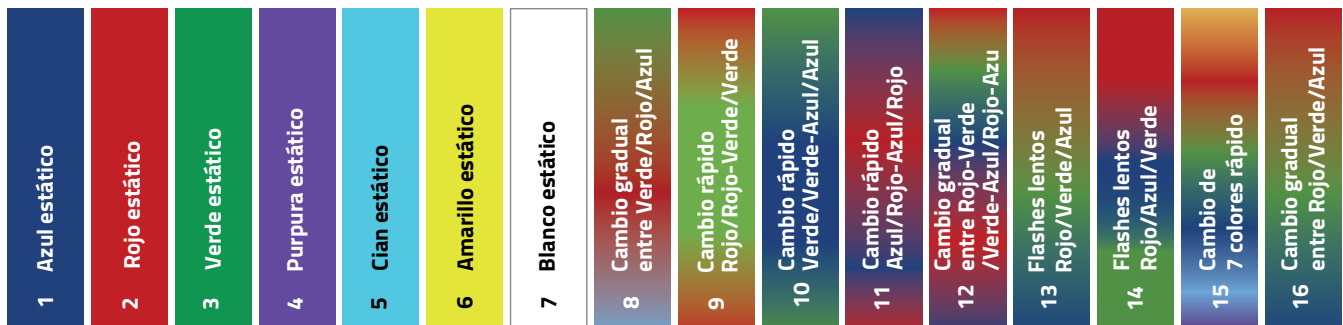 1 Azul estático
2 Rojo estático
3 Verde estático
4 Purpura estático
5 Cian estático
6 Amarillo estático
7 Blanco estático
8 Cambio gradual
entre Verde/Rojo/Azul
9 Cambio rápido
Rojo/Rojo-Verde/Verde
10 Cambio rápido
Verde/Verde-Azul/Azul
11 Cambio rápido
Azul/Rojo-Azul/Rojo
12 Cambio gradual
entre Rojo-Verde
/Verde-Azul/Rojo-Azu
13 Flashes lentos
Rojo/Verde/Azul
14 Flashes lentos
Rojo/Azul/Verde
15 Cambio de
7 colores rápido
16 Cambio gradual
entre Rojo/Verde/Azul